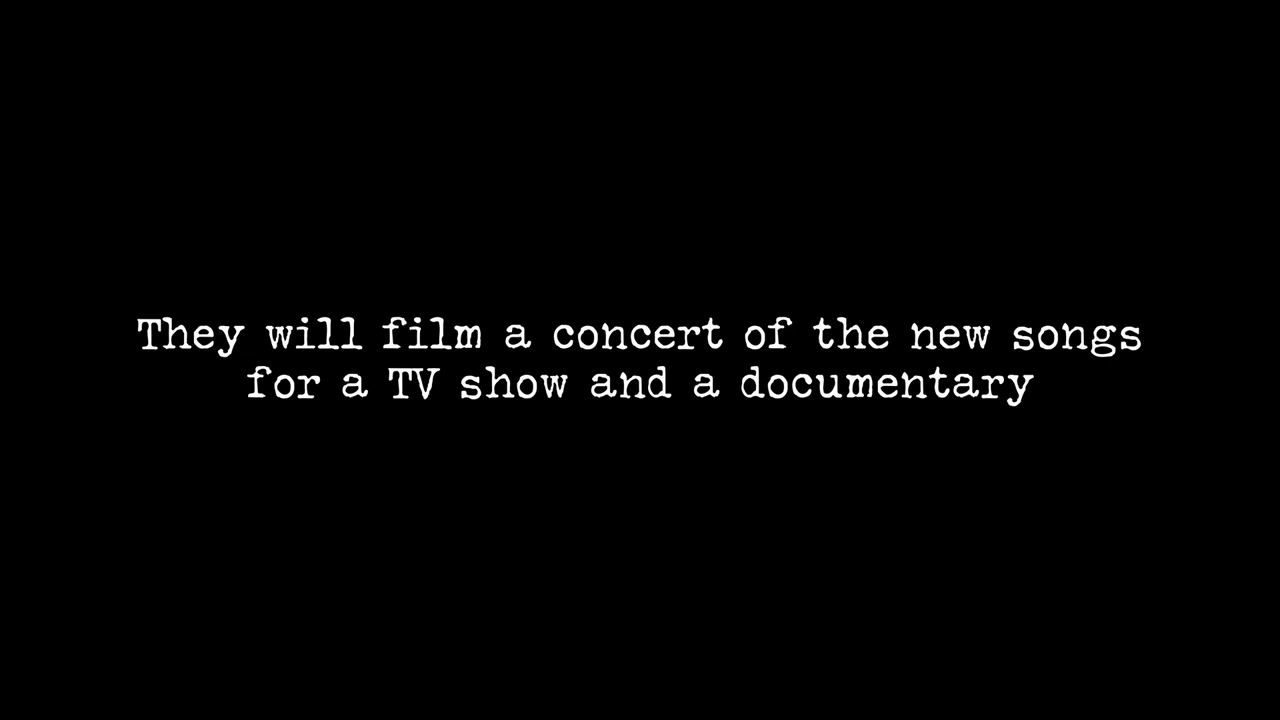 They will film a concert of the new songs
for a TV show and a documentary